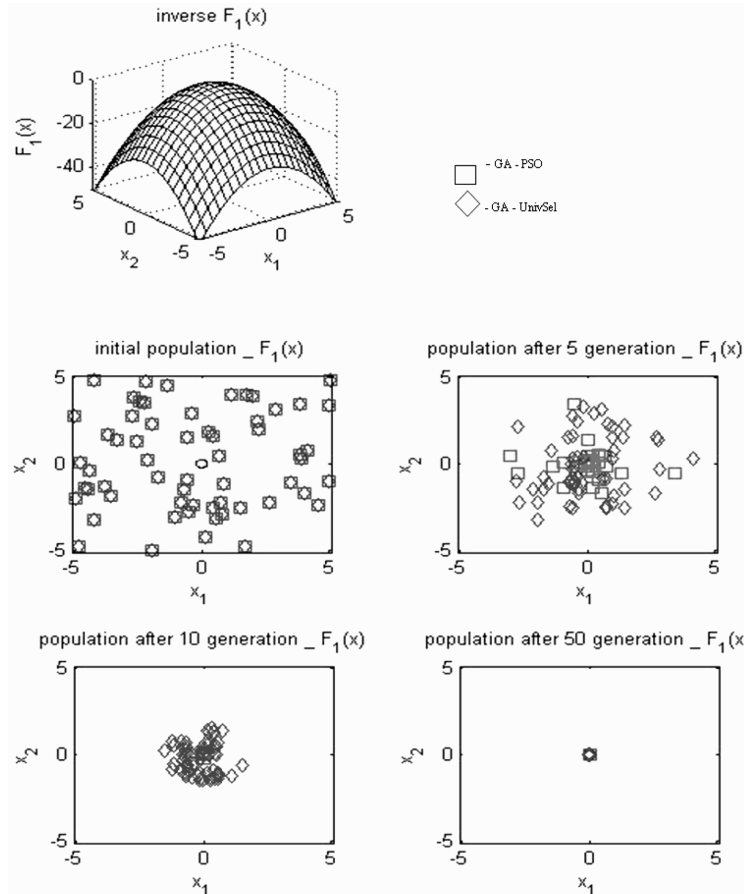 inverse F₁(x)
0
-20
-40
F₁(x)
5
0
-5
x₂
-5
0
5
x₁
- GA - PSO
- GA - UnivSel
initial population _ F₁(x)
5
0
-5
x₂
-5
0
5
x₁
population after 5 generation _ F₁(x)
5
0
-5
x₂
-5
0
5
x₁
population after 10 generation _ F₁(x)
5
0
-5
x₂
-5
0
5
x₁
population after 50 generation _ F₁(x
5
0
-5
x₂
-5
0
5
x₁